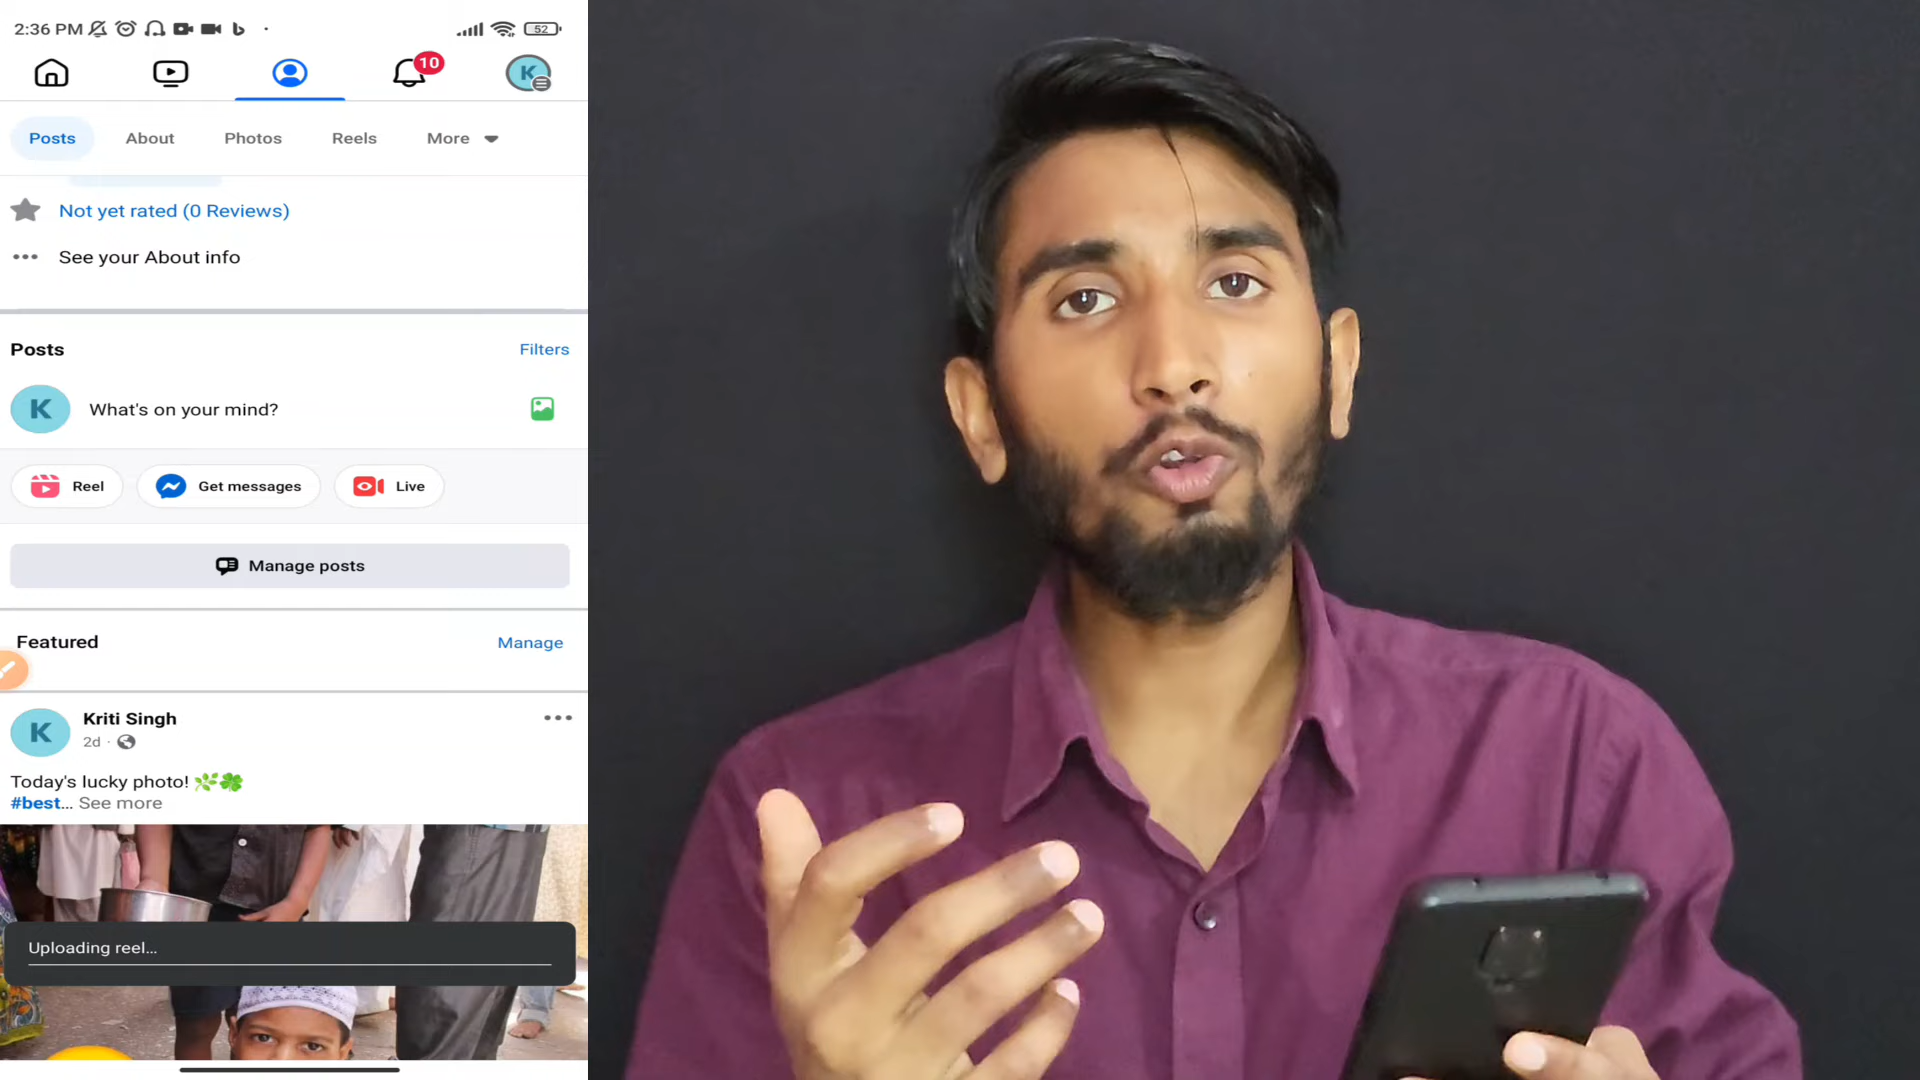 2:36 PM
52
10
K
Posts About Photos Reels More
Not yet rated (0 Reviews)
See your About info
Posts Filters
K What's on your mind?
Reel Get messages Live
Manage posts
Featured Manage
K Kriti Singh
2d ·
Today's lucky photo! 🌿🍀
#best... See more
Uploading reel...